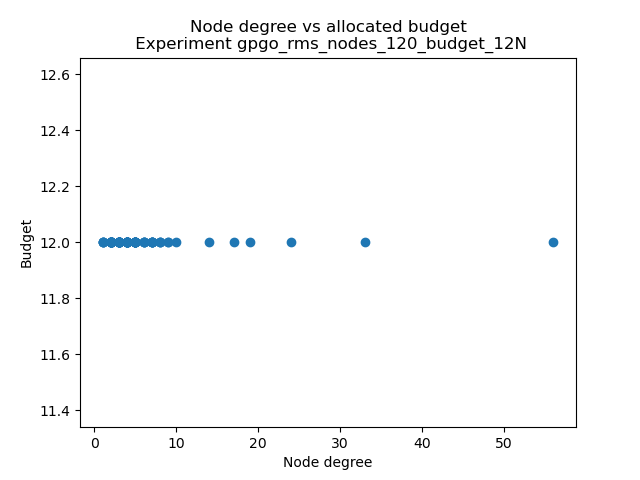 Node degree vs allocated budget
Experiment gpgo_rms_nodes_120_budget_12N
12.6
12.4
12.2
12.0
11.8
11.6
11.4
Budget
0 10 20 30 40 50
Node degree